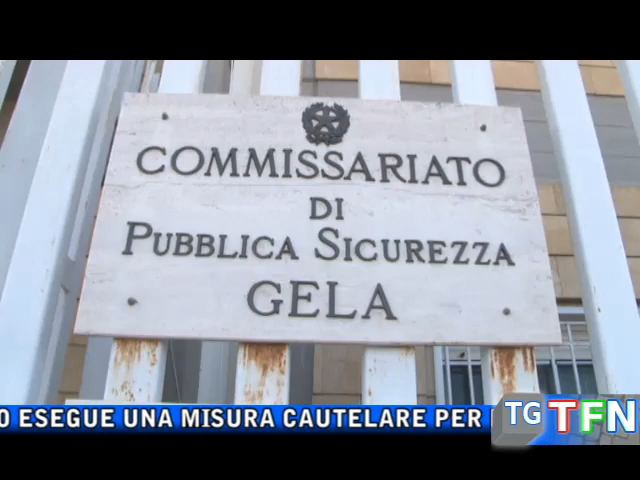 COMMISSARIATO
DI
PUBBLICA SICUREZZA
GELA
O ESEGUE UNA MISURA CAUTELARE PER
TG TFN